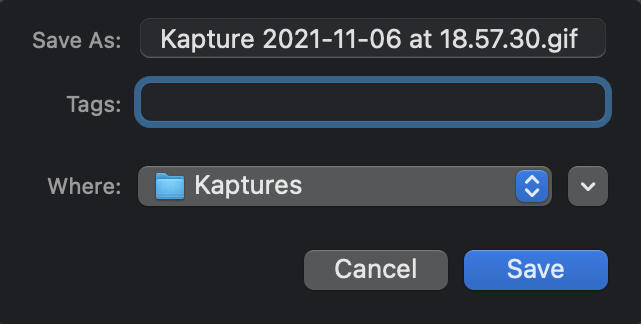 Save As: Kapture 2021-11-06 at 18.57.30.gif
Tags:
Where: Kaptures
Cancel Save